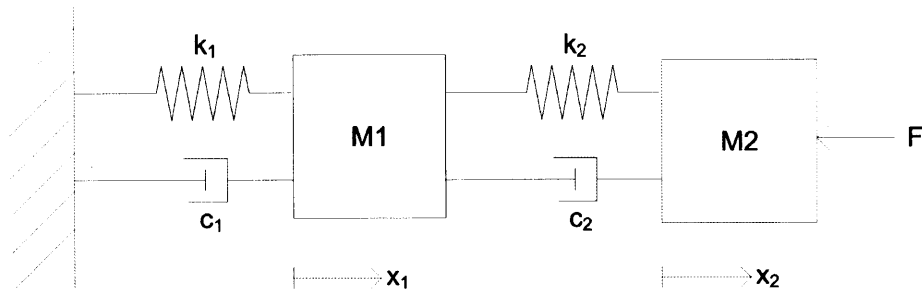 k₁
k₂
M1
M2
F
c₁
c₂
x₁
x₂